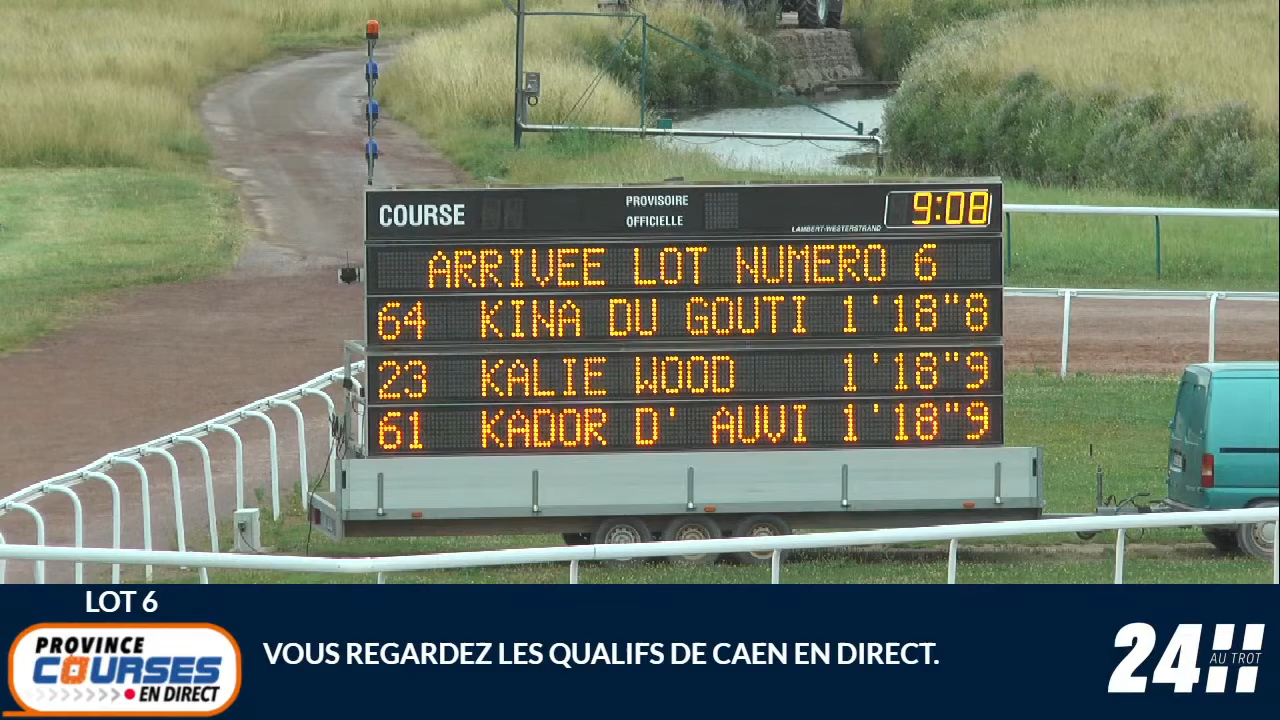 COURSE
PROVISOIRE
OFFICIELLE
9:08
LAMBERT-WESTERSTRAND
ARRIVEE LOT NUMERO 6
64 KINA DU GOUTI 1'18"8
23 KALIE WOOD 1'18"9
61 KADOR D' AUVI 1'18"9
LOT 6
PROVINCE
COURSES
EN DIRECT
VOUS REGARDEZ LES QUALIFS DE CAEN EN DIRECT.
24H
AU TROT